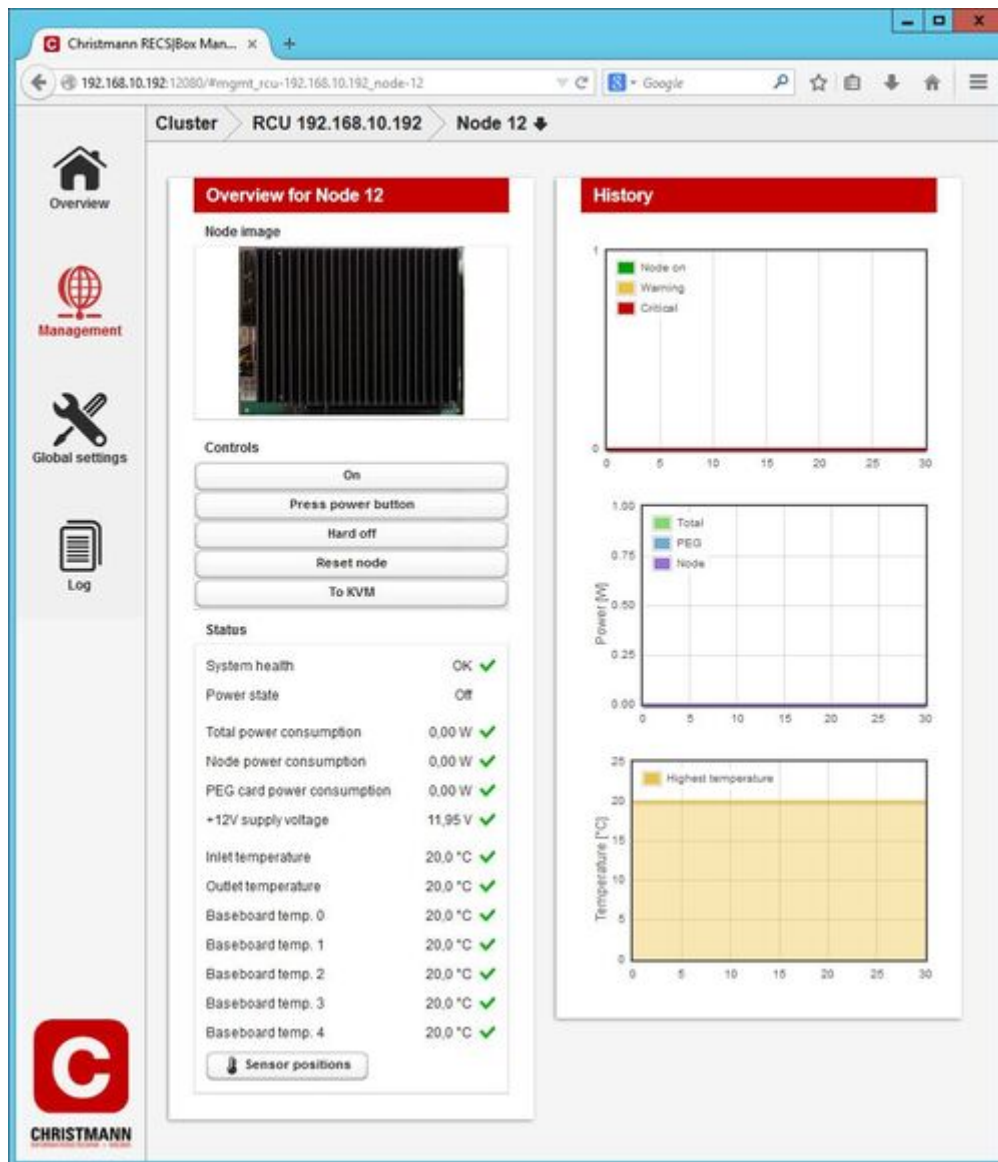 Christmann RECS|Box Man... × +
192.168.10.192:12080/#mgmt_rcu-192.168.10.192_node-12
Google
Cluster RCU 192.168.10.192 Node 12
Overview
Management
Global settings
Log
Overview for Node 12
Node image
Controls
On
Press power button
Hard off
Reset node
To KVM
Status
System health OK
Power state Off
Total power consumption 0,00 W
Node power consumption 0,00 W
PEG card power consumption 0,00 W
+12V supply voltage 11,95 V
Inlet temperature 20,0 °C
Outlet temperature 20,0 °C
Baseboard temp. 0 20,0 °C
Baseboard temp. 1 20,0 °C
Baseboard temp. 2 20,0 °C
Baseboard temp. 3 20,0 °C
Baseboard temp. 4 20,0 °C
Sensor positions
History
1
Node on
Warning
Critical
0
0 5 10 15 20 25 30
1.00
Total
PEG
0.75
Node
Power [W]
0.50
0.25
0.00
0 5 10 15 20 25 30
25
Highest temperature
20
Temperature [°C]
15
10
5
0
0 5 10 15 20 25 30
C
CHRISTMANN